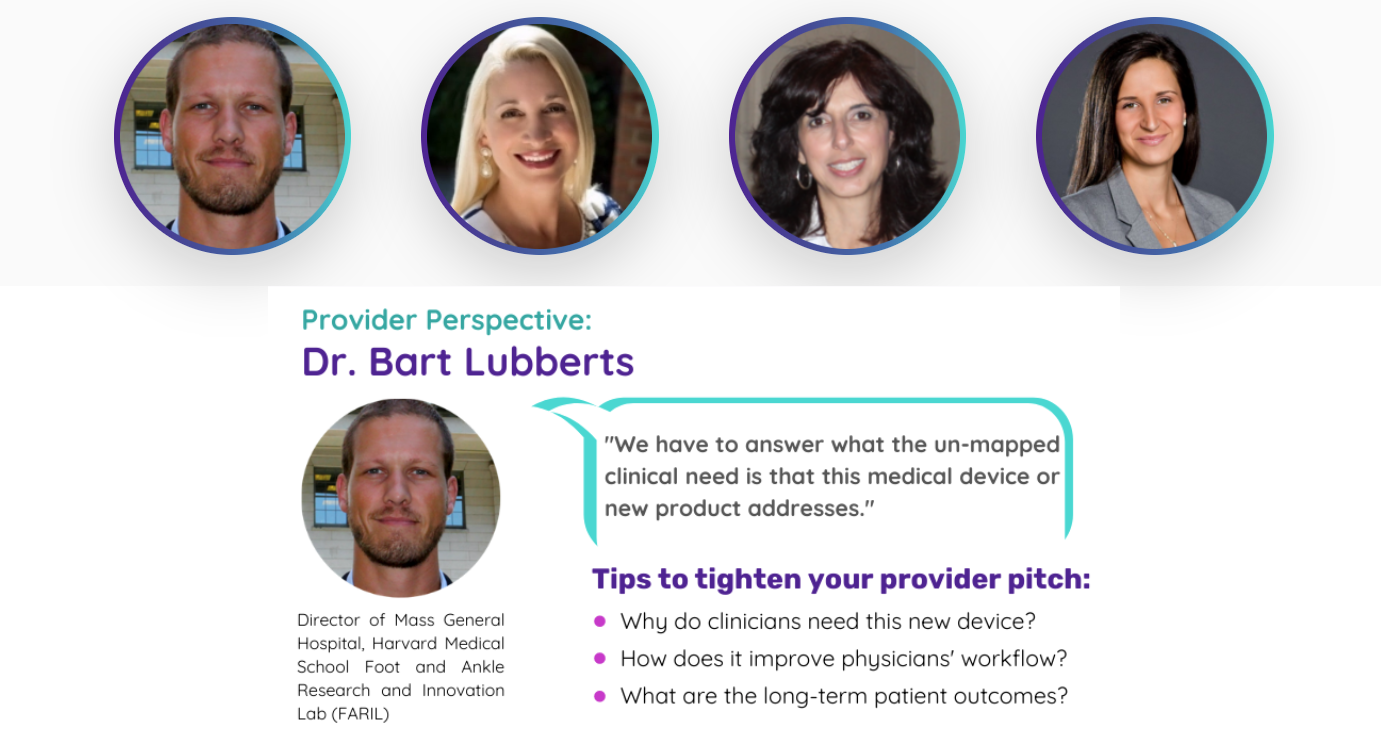 Provider Perspective:
Dr. Bart Lubberts
"We have to answer what the un-mapped
clinical need is that this medical device or
new product addresses."
Director of Mass General
Hospital, Harvard Medical
School Foot and Ankle
Research and Innovation
Lab (FARIL)
Tips to tighten your provider pitch:
Why do clinicians need this new device?
How does it improve physicians' workflow?
What are the long-term patient outcomes?